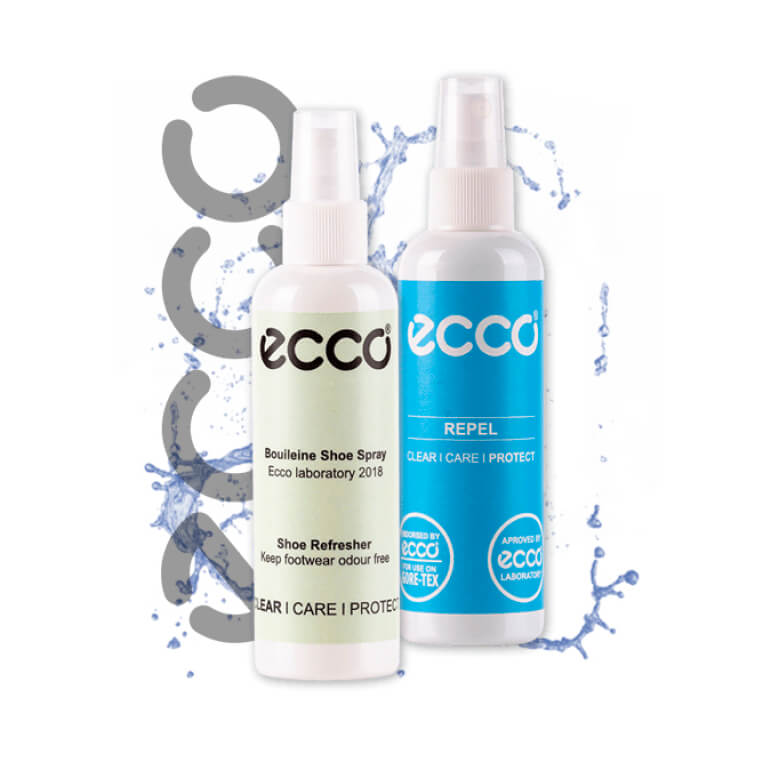 ecco
ecco®
Bouileine Shoe Spray
Ecco laboratory 2018
Shoe Refresher
Keep footwear odour free
CLEAR I CARE I PROTECT
ecco®
REPEL
CLEAR I CARE I PROTECT
ENDORSED BY
ecco
FOR USE ON
GORE-TEX
APROVED BY
ecco
LABORATORY